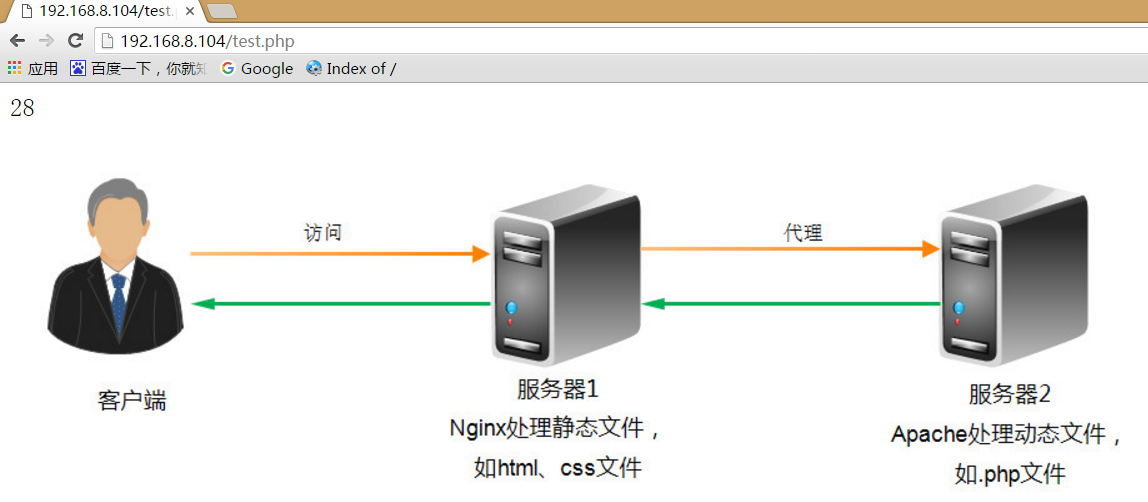 192.168.8.104/test.
192.168.8.104/test.php
应用 百度一下，你就 Google Index of /
28
访问
代理
客户端
服务器1
Nginx处理静态文件，
如html、css文件
服务器2
Apache处理动态文件，
如.php文件